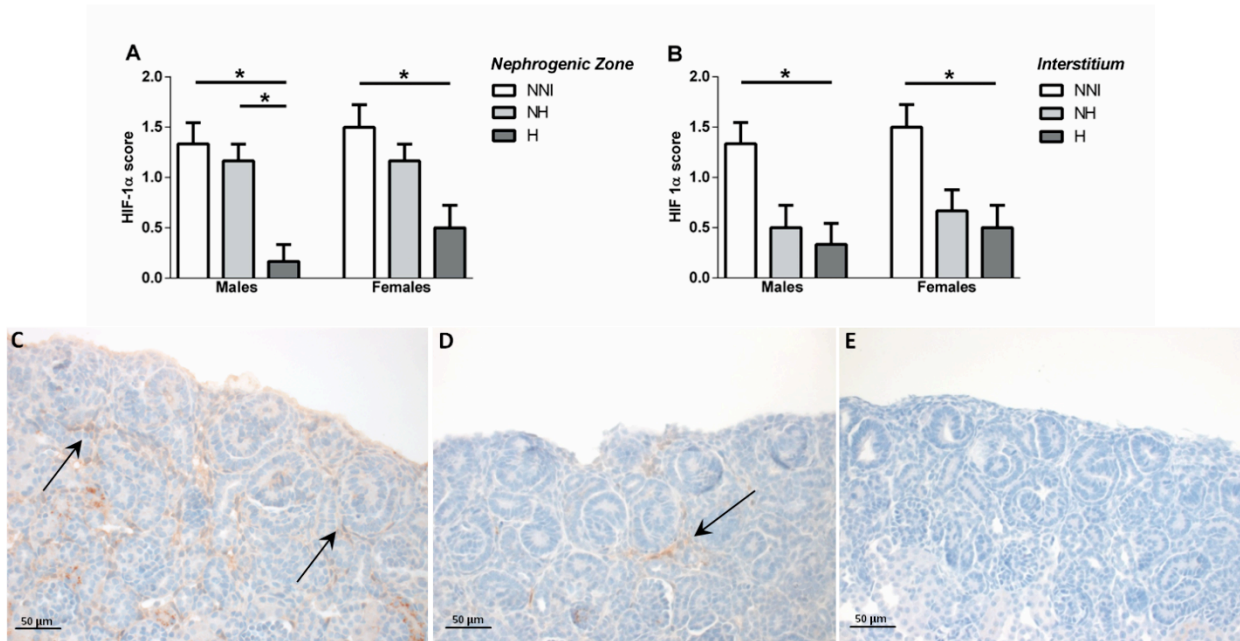 A
Nephrogenic Zone
NNI
NH
H
HIF-1α score
2.0
1.5
1.0
0.5
0.0
*
*
*
Males
Females
B
Interstitium
NNI
NH
H
HIF 1α score
2.0
1.5
1.0
0.5
0.0
*
*
Males
Females
C
50 µm
D
50 µm
E
50 µm